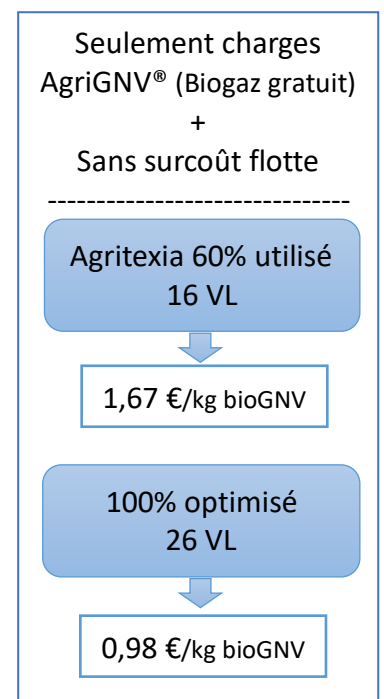 Seulement charges
AgriGNV® (Biogaz gratuit)
+
Sans surcoût flotte
-------------------------------
Agritexia 60% utilisé
16 VL
1,67 €/kg bioGNV
100% optimisé
26 VL
0,98 €/kg bioGNV